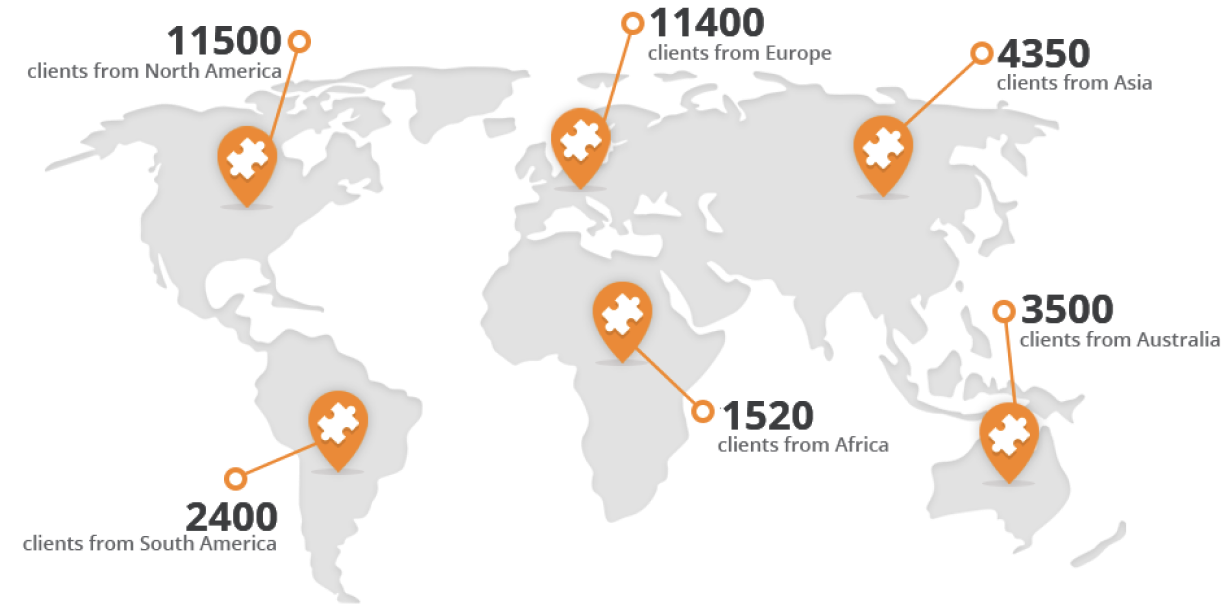 11500
clients from North America
11400
clients from Europe
4350
clients from Asia
3500
clients from Australia
1520
clients from Africa
2400
clients from South America